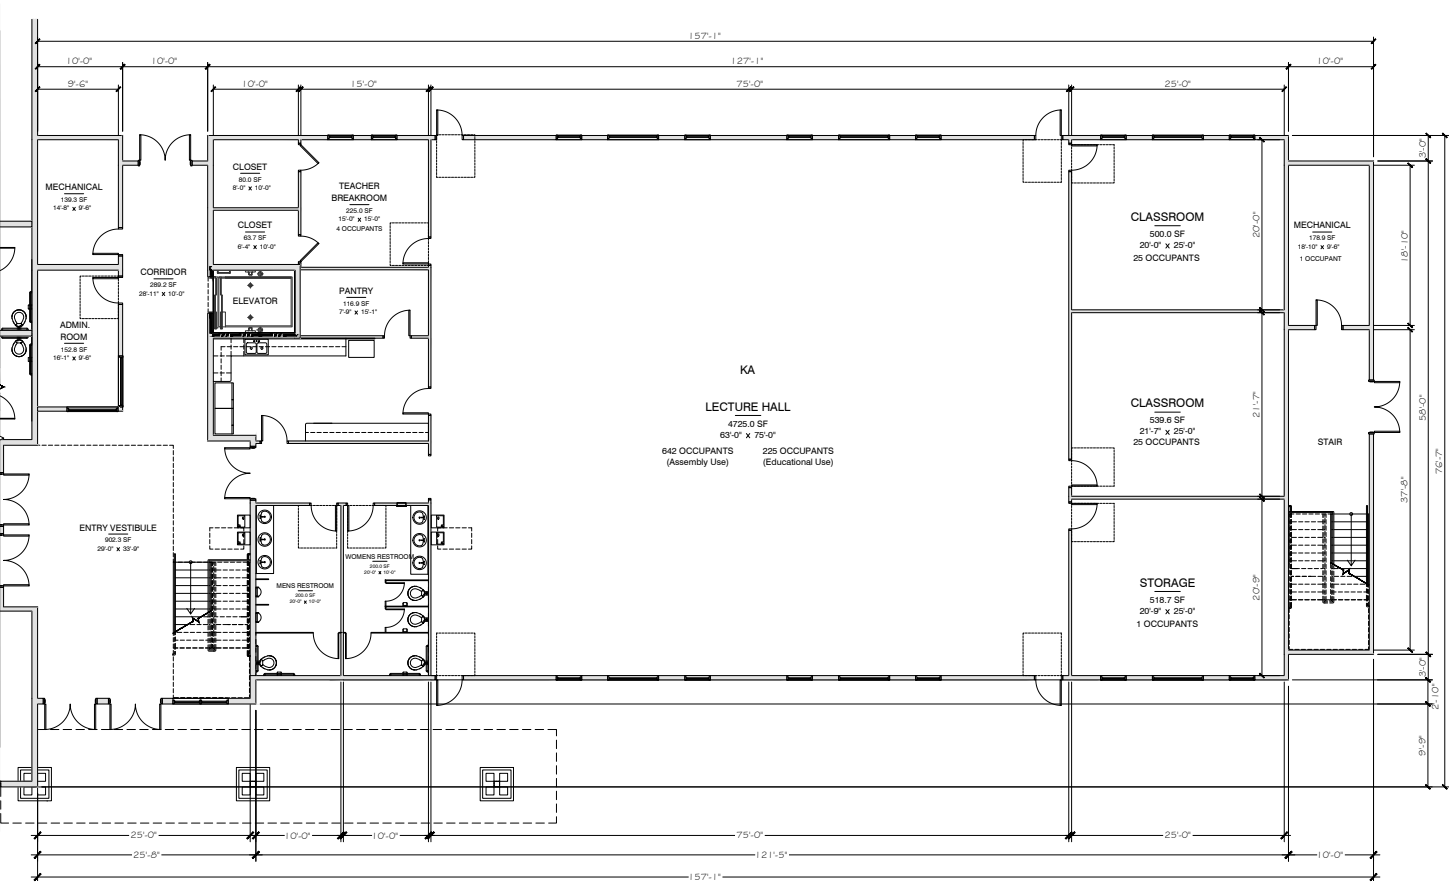 157'-1"
10'-0"
10'-0"
127'-1"
10'-0"
9'-6"
10'-0"
15'-0"
75'-0"
25'-0"
MECHANICAL
139.3 SF
14'-8" x 9'-6"
CLOSET
80.0 SF
8'-0" x 10'-0"
TEACHER
BREAKROOM
225.0 SF
15'-0" x 15'-0"
4 OCCUPANTS
CLOSET
63.7 SF
6'-4" x 10'-0"
CORRIDOR
289.2 SF
28'-11" x 10'-0"
ELEVATOR
PANTRY
116.9 SF
7'-9" x 15'-1"
ADMIN.
ROOM
152.8 SF
16'-1" x 9'-6"
KA
LECTURE HALL
4725.0 SF
63'-0" x 75'-0"
642 OCCUPANTS 225 OCCUPANTS
(Assembly Use) (Educational Use)
CLASSROOM
500.0 SF
20'-0" x 25'-0"
25 OCCUPANTS
20'-0"
MECHANICAL
178.9 SF
18'-10" x 9'-6"
1 OCCUPANT
18'-10"
3'-0"
CLASSROOM
539.6 SF
21'-7" x 25'-0"
25 OCCUPANTS
21'-7"
STAIR
58'-0"
76'-7"
37'-8"
ENTRY VESTIBULE
902.3 SF
29'-0" x 33'-9"
MENS RESTROOM
200.0 SF
20'-0" x 10'-0"
WOMENS RESTROOM
200.0 SF
20'-0" x 10'-0"
STORAGE
518.7 SF
20'-9" x 25'-0"
1 OCCUPANTS
20'-9"
3'-0"
2'-10"
9'-9"
25'-0"
10'-0"
10'-0"
75'-0"
25'-0"
25'-8"
121'-5"
10'-0"
157'-1"